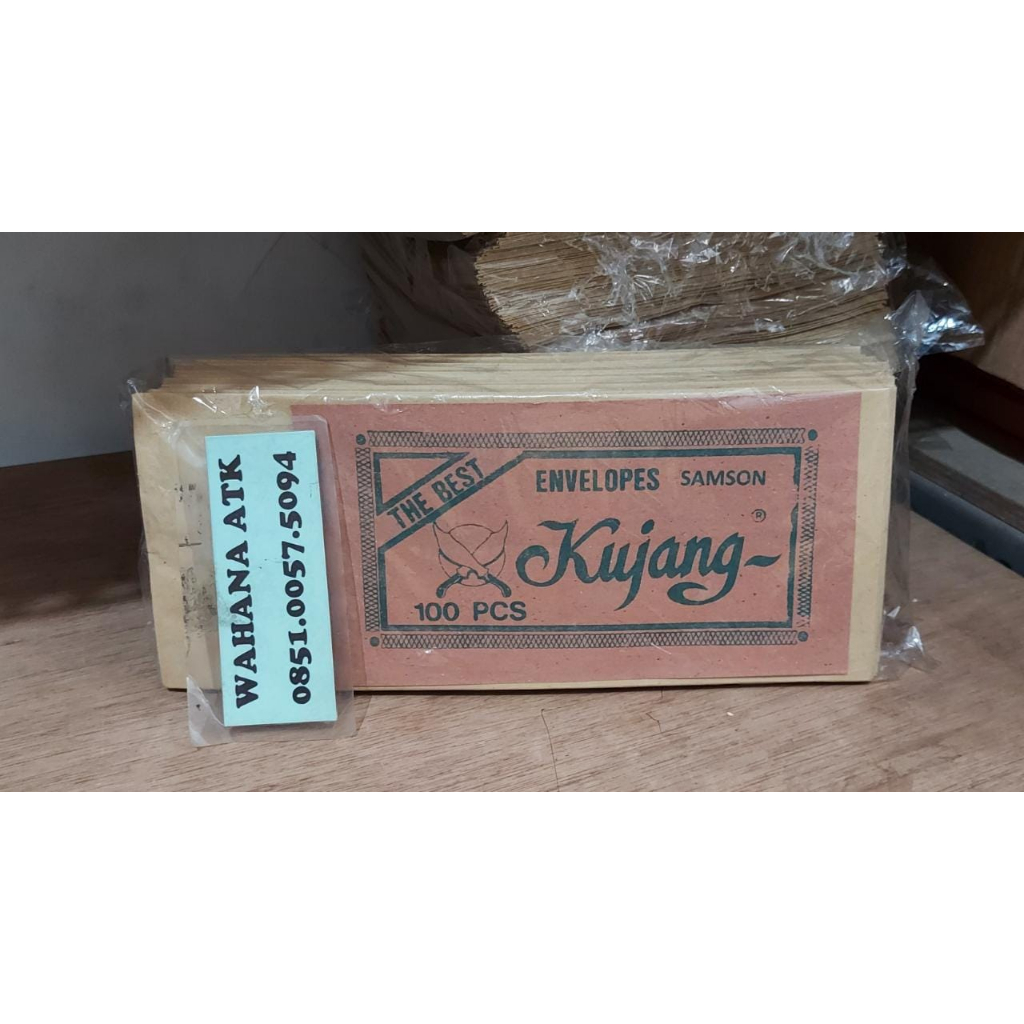 WAHANA ATK
0851.0057.5094
THE BEST
ENVELOPES SAMSON
Kujang ®
100 PCS